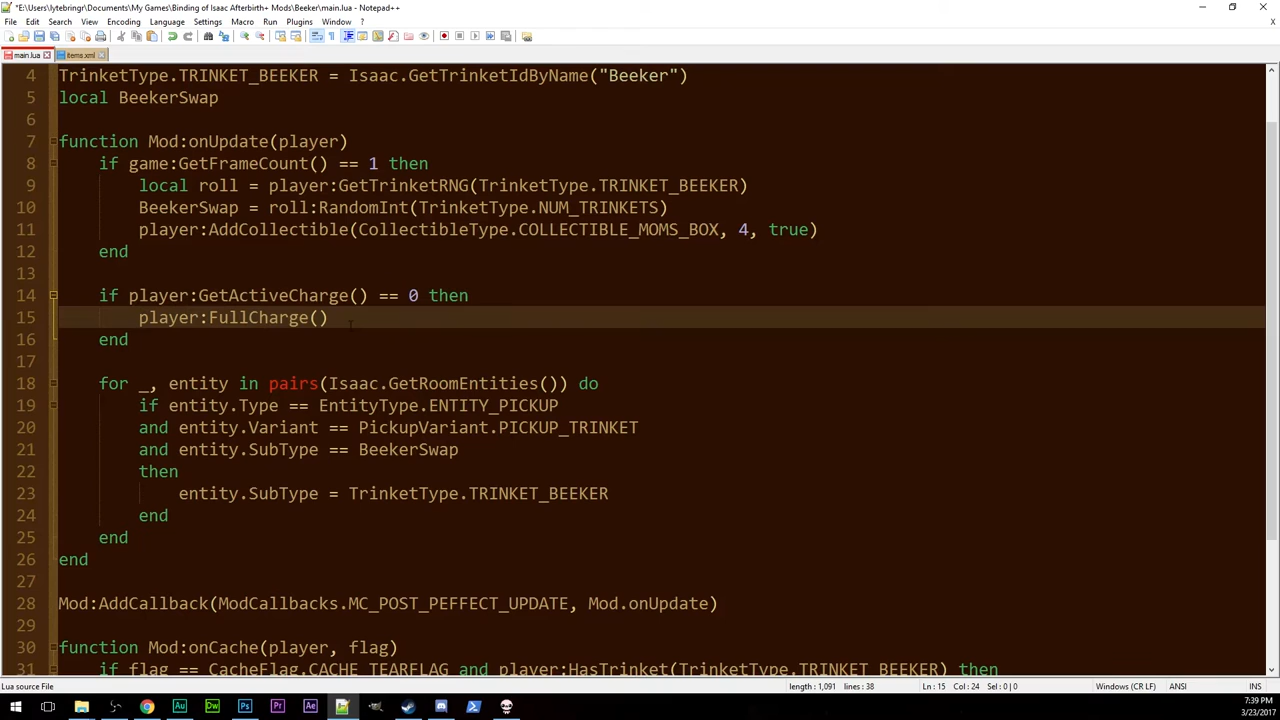 *E:\Users\lytebringr\Documents\My Games\Binding of Isaac Afterbirth+ Mods\Beeker\main.lua - Notepad++
File Edit Search View Encoding Language Settings Macro Run Plugins Window ? X
main.lua items.xml
4 TrinketType.TRINKET_BEEKER = Isaac.GetTrinketIdByName("Beeker")
5 local BeekerSwap
6
7 function Mod:onUpdate(player)
8 if game:GetFrameCount() == 1 then
9 local roll = player:GetTrinketRNG(TrinketType.TRINKET_BEEKER)
10 BeekerSwap = roll:RandomInt(TrinketType.NUM_TRINKETS)
11 player:AddCollectible(CollectibleType.COLLECTIBLE_MOMS_BOX, 4, true)
12 end
13
14 if player:GetActiveCharge() == 0 then
15 player:FullCharge()
16 end
17
18 for _, entity in pairs(Isaac.GetRoomEntities()) do
19 if entity.Type == EntityType.ENTITY_PICKUP
20 and entity.Variant == PickupVariant.PICKUP_TRINKET
21 and entity.SubType == BeekerSwap
22 then
23 entity.SubType = TrinketType.TRINKET_BEEKER
24 end
25 end
26 end
27
28 Mod:AddCallback(ModCallbacks.MC_POST_PEFFECT_UPDATE, Mod.onUpdate)
29
30 function Mod:onCache(player, flag)
31 if flag == CacheFlag.CACHE_TEARFLAG and player:HasTrinket(TrinketType.TRINKET_BEEKER) then
Lua source File length : 1,091 lines : 38 Ln : 15 Col : 24 Sel : 0 | 0 Windows (CR LF) ANSI INS
Au Dw Ps Pr Ae 7:39 PM
3/23/2017